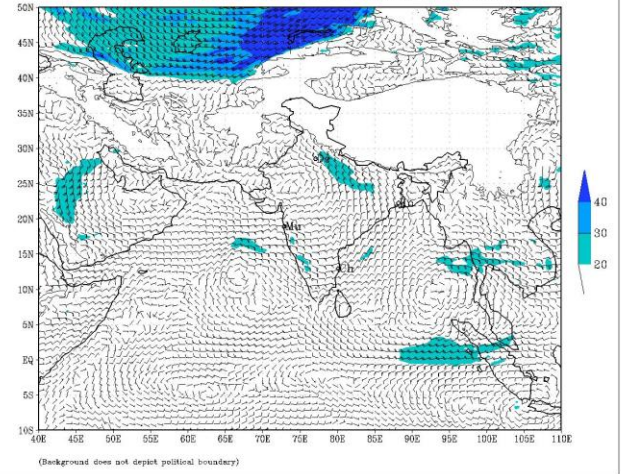 50N
45N
40N
35N
30N
25N
20N
15N
10N
5N
EQ
5S
10S
40E 45E 50E 55E 60E 65E 70E 75E 80E 85E 90E 95E 100E 105E 110E
Mu
Ch
40
30
20
(Background does not depict political boundary)